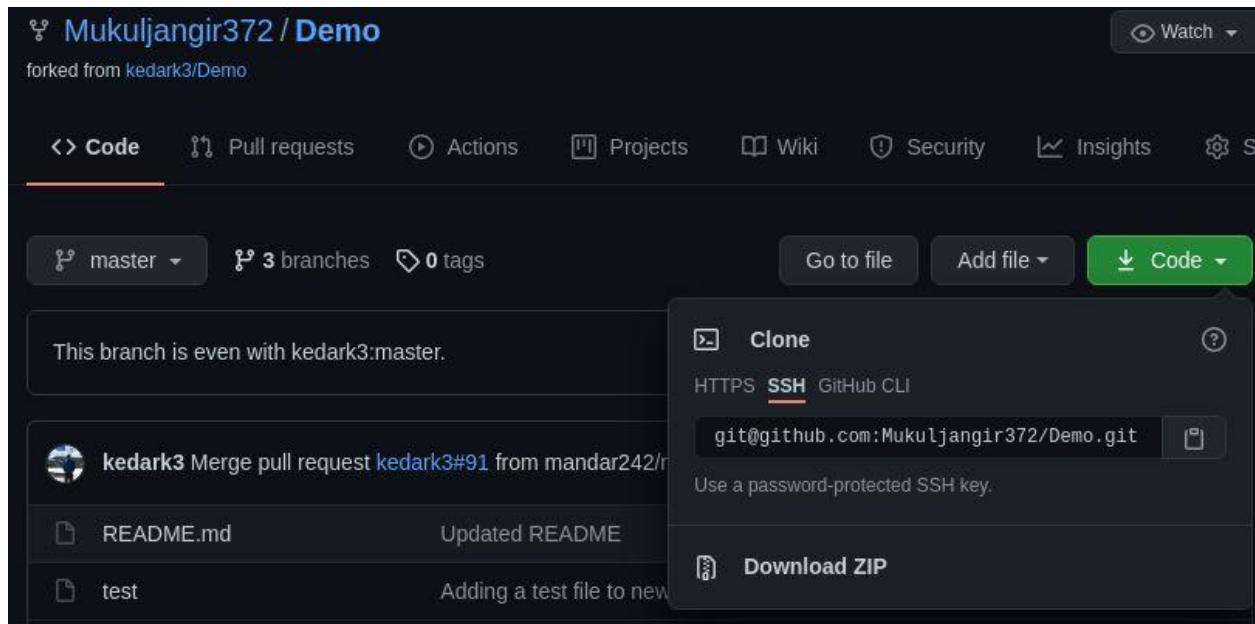 Mukuljangir372 / Demo
Watch
forked from kedark3/Demo
Code Pull requests Actions Projects Wiki Security Insights
master 3 branches 0 tags Go to file Add file Code
Clone
This branch is even with kedark3:master.
HTTPS SSH GitHub CLI
git@github.com:Mukuljangir372/Demo.git
kedark3 Merge pull request kedark3#91 from mandar242/
Use a password-protected SSH key.
README.md Updated README
Download ZIP
test Adding a test file to new